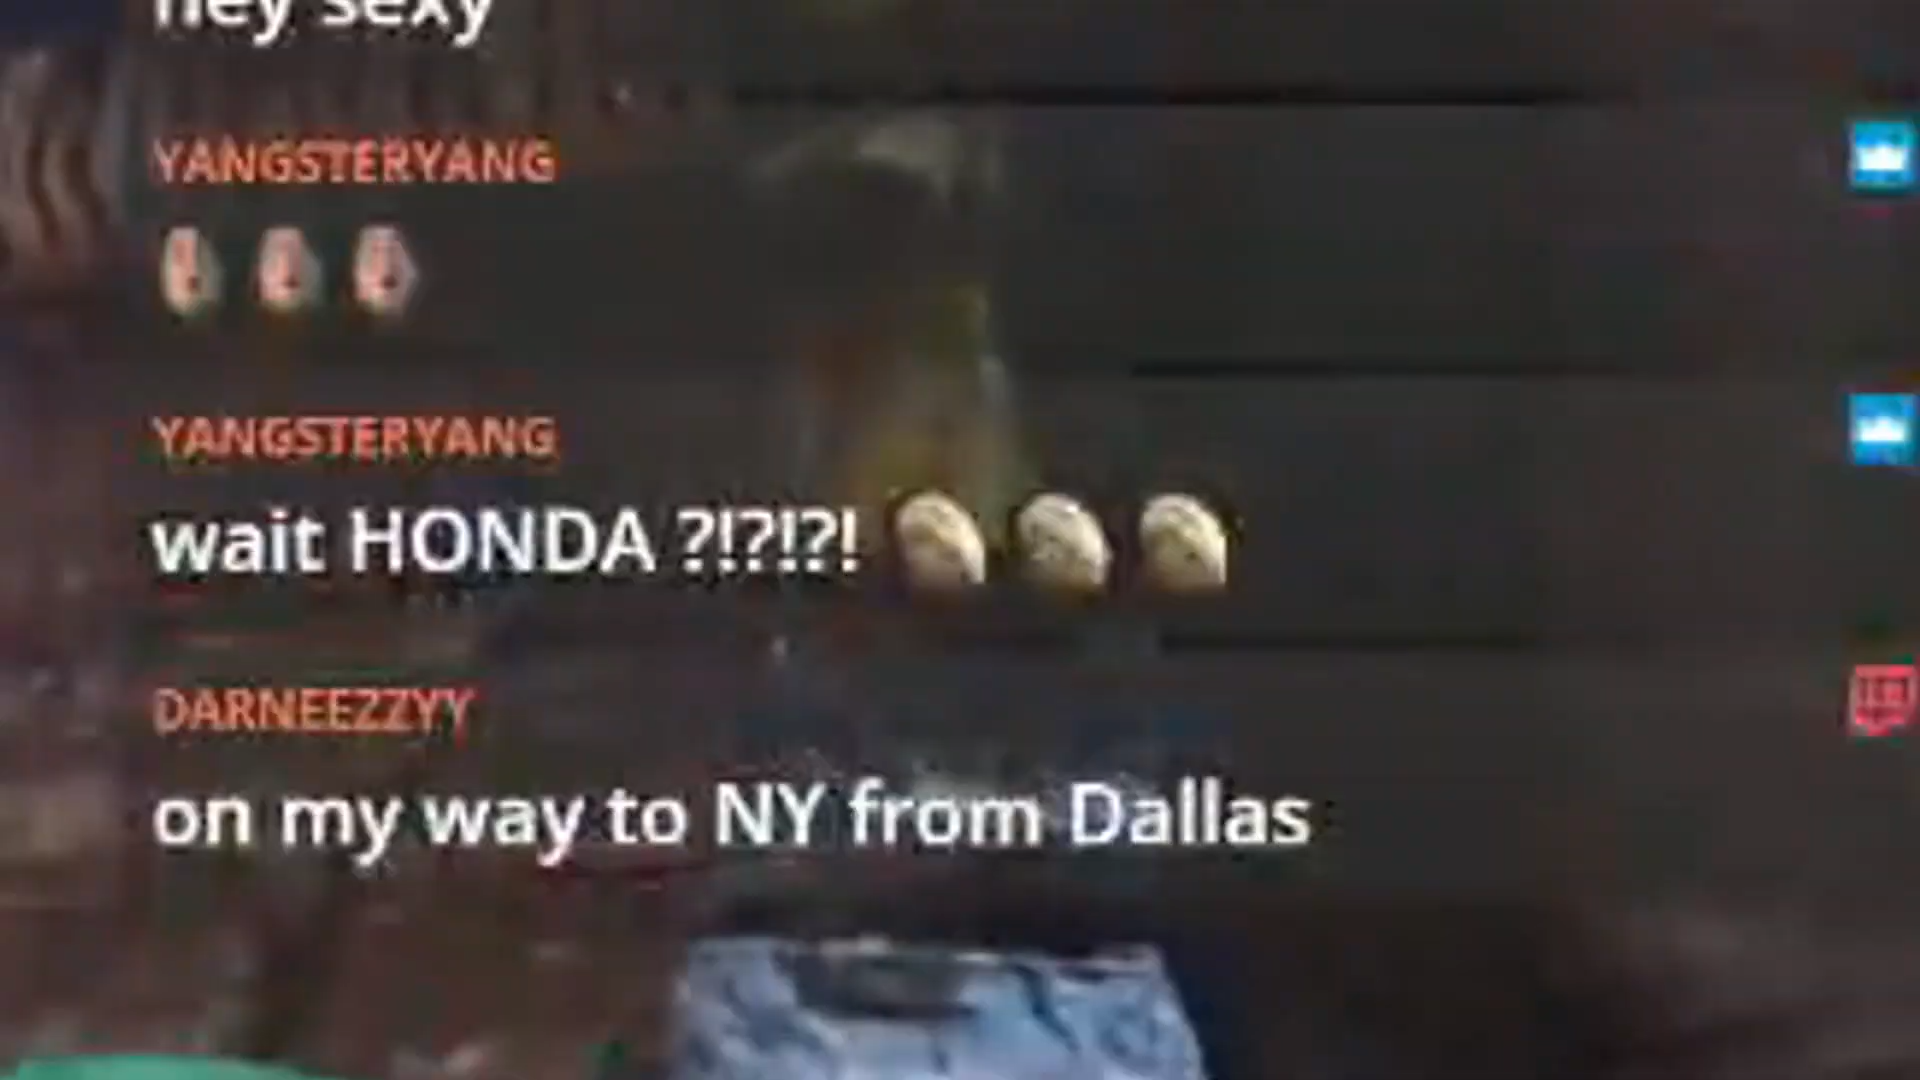 hey sexy
YANGSTERYANG
YANGSTERYANG
wait HONDA ?!?!?!
DARNEEZZYY
on my way to NY from Dallas